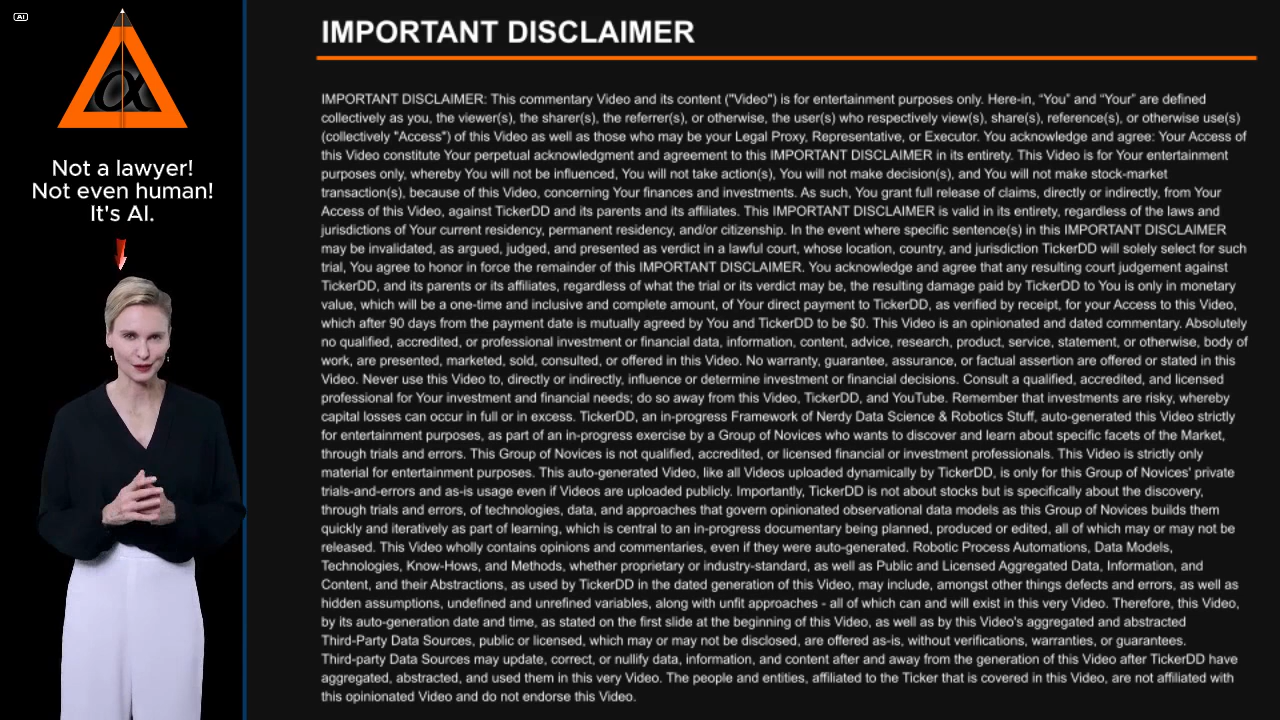 AI
α
Not a lawyer!
Not even human!
It's AI.
IMPORTANT DISCLAIMER
IMPORTANT DISCLAIMER: This commentary Video and its content ("Video") is for entertainment purposes only. Here-in, “You” and “Your” are defined
collectively as you, the viewer(s), the sharer(s), the referrer(s), or otherwise, the user(s) who respectively view(s), share(s), reference(s), or otherwise use(s)
(collectively "Access") of this Video as well as those who may be your Legal Proxy, Representative, or Executor. You acknowledge and agree: Your Access of
this Video constitute Your perpetual acknowledgment and agreement to this IMPORTANT DISCLAIMER in its entirety. This Video is for Your entertainment
purposes only, whereby You will not be influenced, You will not take action(s), You will not make decision(s), and You will not make stock-market
transaction(s), because of this Video, concerning Your finances and investments. As such, You grant full release of claims, directly or indirectly, from Your
Access of this Video, against TickerDD and its parents and its affiliates. This IMPORTANT DISCLAIMER is valid in its entirety, regardless of the laws and
jurisdictions of Your current residency, permanent residency, and/or citizenship. In the event where specific sentence(s) in this IMPORTANT DISCLAIMER
may be invalidated, as argued, judged, and presented as verdict in a lawful court, whose location, country, and jurisdiction TickerDD will solely select for such
trial, You agree to honor in force the remainder of this IMPORTANT DISCLAIMER. You acknowledge and agree that any resulting court judgement against
TickerDD, and its parents or its affiliates, regardless of what the trial or its verdict may be, the resulting damage paid by TickerDD to You is only in monetary
value, which will be a one-time and inclusive and complete amount, of Your direct payment to TickerDD, as verified by receipt, for your Access to this Video,
which after 90 days from the payment date is mutually agreed by You and TickerDD to be $0. This Video is an opinionated and dated commentary. Absolutely
no qualified, accredited, or professional investment or financial data, information, content, advice, research, product, service, statement, or otherwise, body of
work, are presented, marketed, sold, consulted, or offered in this Video. No warranty, guarantee, assurance, or factual assertion are offered or stated in this
Video. Never use this Video to, directly or indirectly, influence or determine investment or financial decisions. Consult a qualified, accredited, and licensed
professional for Your investment and financial needs; do so away from this Video, TickerDD, and YouTube. Remember that investments are risky, whereby
capital losses can occur in full or in excess. TickerDD, an in-progress Framework of Nerdy Data Science & Robotics Stuff, auto-generated this Video strictly
for entertainment purposes, as part of an in-progress exercise by a Group of Novices who wants to discover and learn about specific facets of the Market,
through trials and errors. This Group of Novices is not qualified, accredited, or licensed financial or investment professionals. This Video is strictly only
material for entertainment purposes. This auto-generated Video, like all Videos uploaded dynamically by TickerDD, is only for this Group of Novices' private
trials-and-errors and as-is usage even if Videos are uploaded publicly. Importantly, TickerDD is not about stocks but is specifically about the discovery,
through trials and errors, of technologies, data, and approaches that govern opinionated observational data models as this Group of Novices builds them
quickly and iteratively as part of learning, which is central to an in-progress documentary being planned, produced or edited, all of which may or may not be
released. This Video wholly contains opinions and commentaries, even if they were auto-generated. Robotic Process Automations, Data Models,
Technologies, Know-Hows, and Methods, whether proprietary or industry-standard, as well as Public and Licensed Aggregated Data, Information, and
Content, and their Abstractions, as used by TickerDD in the dated generation of this Video, may include, amongst other things defects and errors, as well as
hidden assumptions, undefined and unrefined variables, along with unfit approaches - all of which can and will exist in this very Video. Therefore, this Video,
by its auto-generation date and time, as stated on the first slide at the beginning of this Video, as well as by this Video's aggregated and abstracted
Third-Party Data Sources, public or licensed, which may or may not be disclosed, are offered as-is, without verifications, warranties, or guarantees.
Third-party Data Sources may update, correct, or nullify data, information, and content after and away from the generation of this Video after TickerDD have
aggregated, abstracted, and used them in this very Video. The people and entities, affiliated to the Ticker that is covered in this Video, are not affiliated with
this opinionated Video and do not endorse this Video.